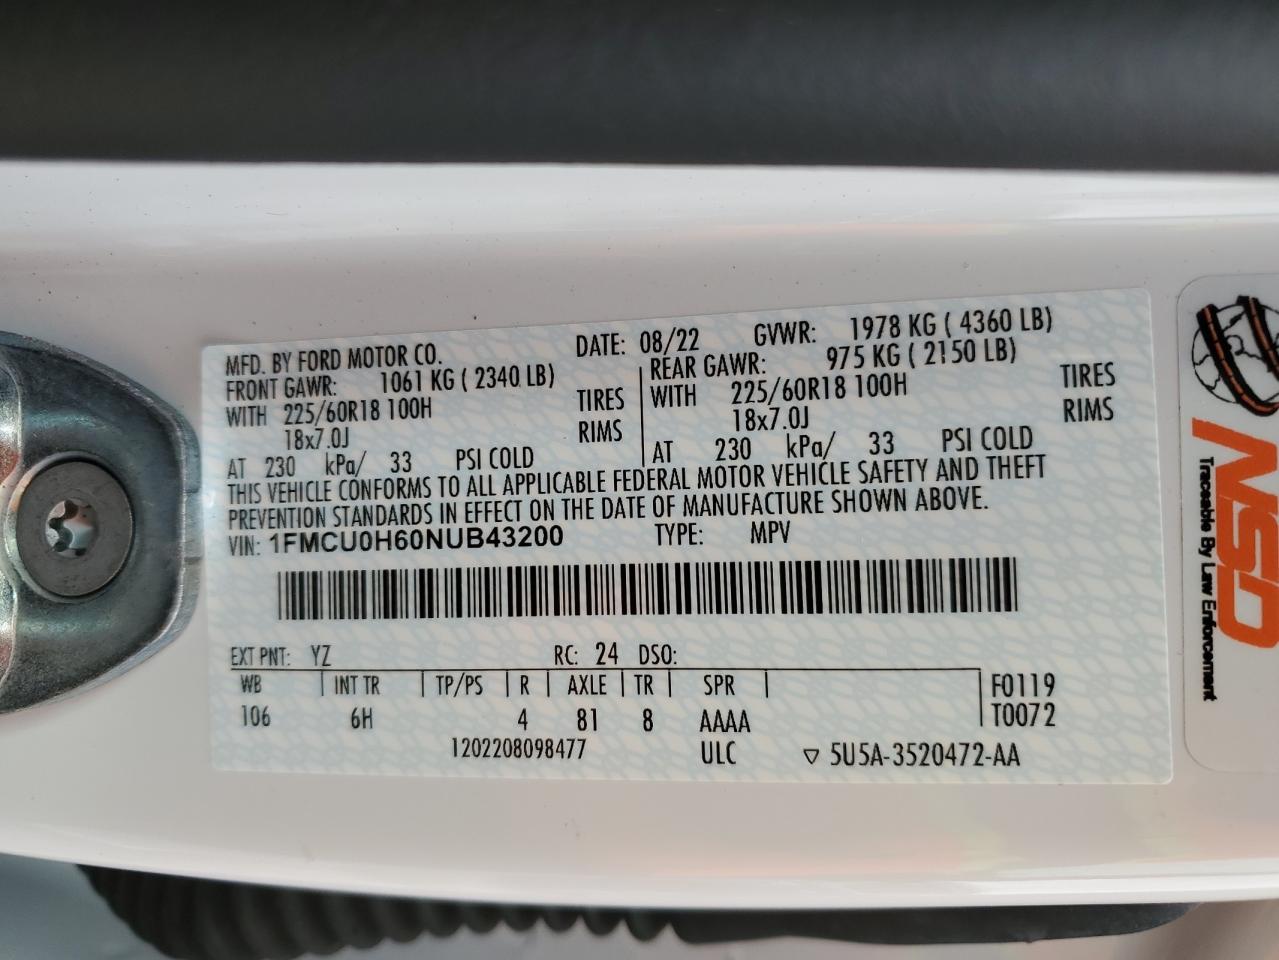 MFD. BY FORD MOTOR CO. DATE: 08/22 GVWR: 1978 KG ( 4360 LB)
FRONT GAWR: 1061 KG ( 2340 LB) REAR GAWR: 975 KG ( 2150 LB)
WITH 225/60R18 100H TIRES WITH 225/60R18 100H TIRES
18x7.0J RIMS 18x7.0J RIMS
AT 230 kPa/ 33 PSI COLD AT 230 kPa/ 33 PSI COLD
THIS VEHICLE CONFORMS TO ALL APPLICABLE FEDERAL MOTOR VEHICLE SAFETY AND THEFT
PREVENTION STANDARDS IN EFFECT ON THE DATE OF MANUFACTURE SHOWN ABOVE.
VIN: 1FMCU0H60NUB43200 TYPE: MPV
EXT PNT: YZ RC: 24 DSO:
WB INT TR TP/PS R AXLE TR SPR F0119
106 6H 4 81 8 AAAA T0072
1202208098477 ULC ▽ 5U5A-3520472-AA
NSD
Traceable By Law Enforcement